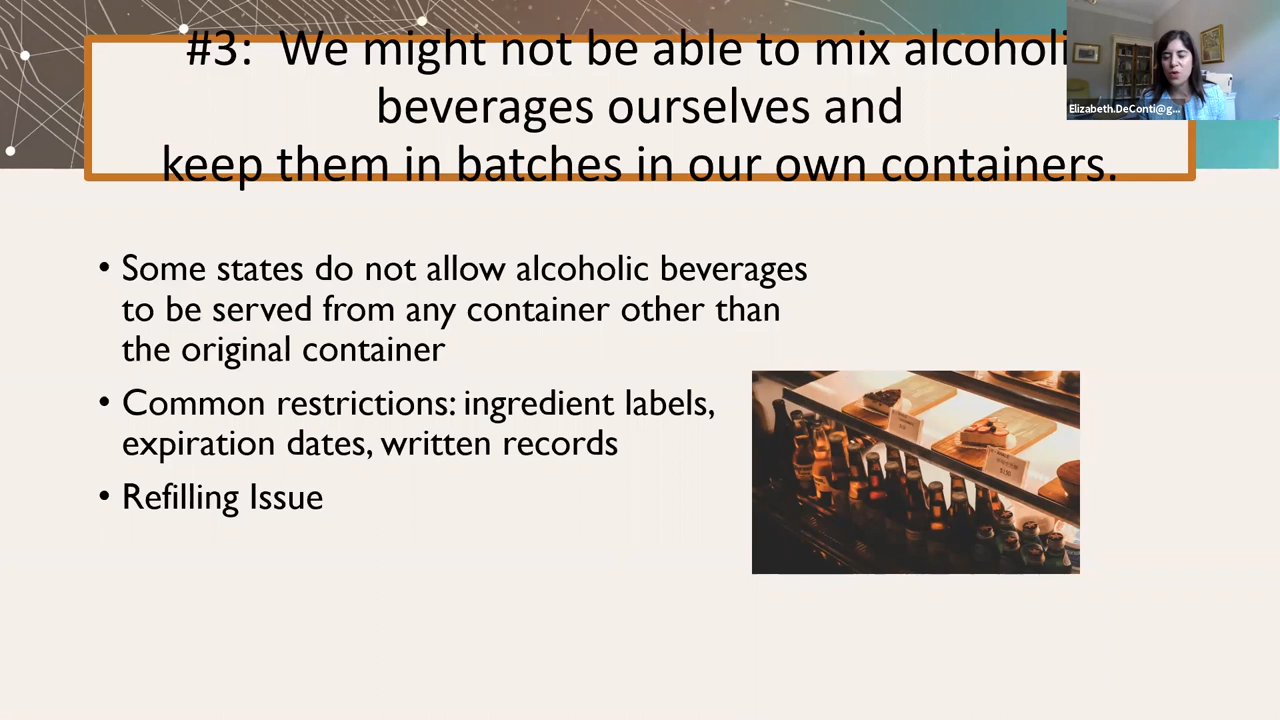 #3:  We might not be able to mix alcoholi
beverages ourselves and
keep them in batches in our own containers.
Elizabeth.DeConti@g...
• Some states do not allow alcoholic beverages
to be served from any container other than
the original container
• Common restrictions: ingredient labels,
expiration dates, written records
• Refilling Issue